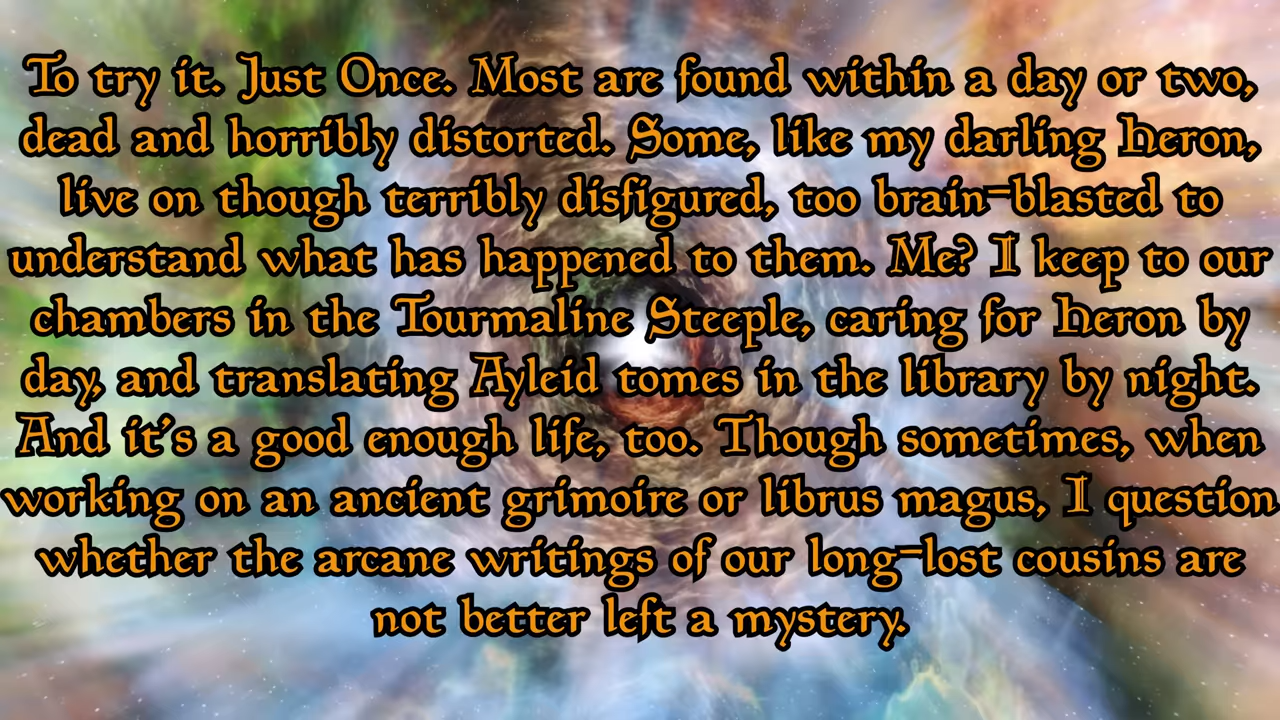 To try it. Just Once. Most are found within a day or two,
dead and horribly distorted. Some, like my darling Heron,
live on though terribly disfigured, too brain-blasted to
understand what has happened to them. Me? I keep to our
chambers in the Tourmaline Steeple, caring for Heron by
day, and translating Ayleid tomes in the library by night.
And it's a good enough life, too. Though sometimes, when
working on an ancient grimoire or librus magus, I question
whether the arcane writings of our long-lost cousins are
not better left a mystery.